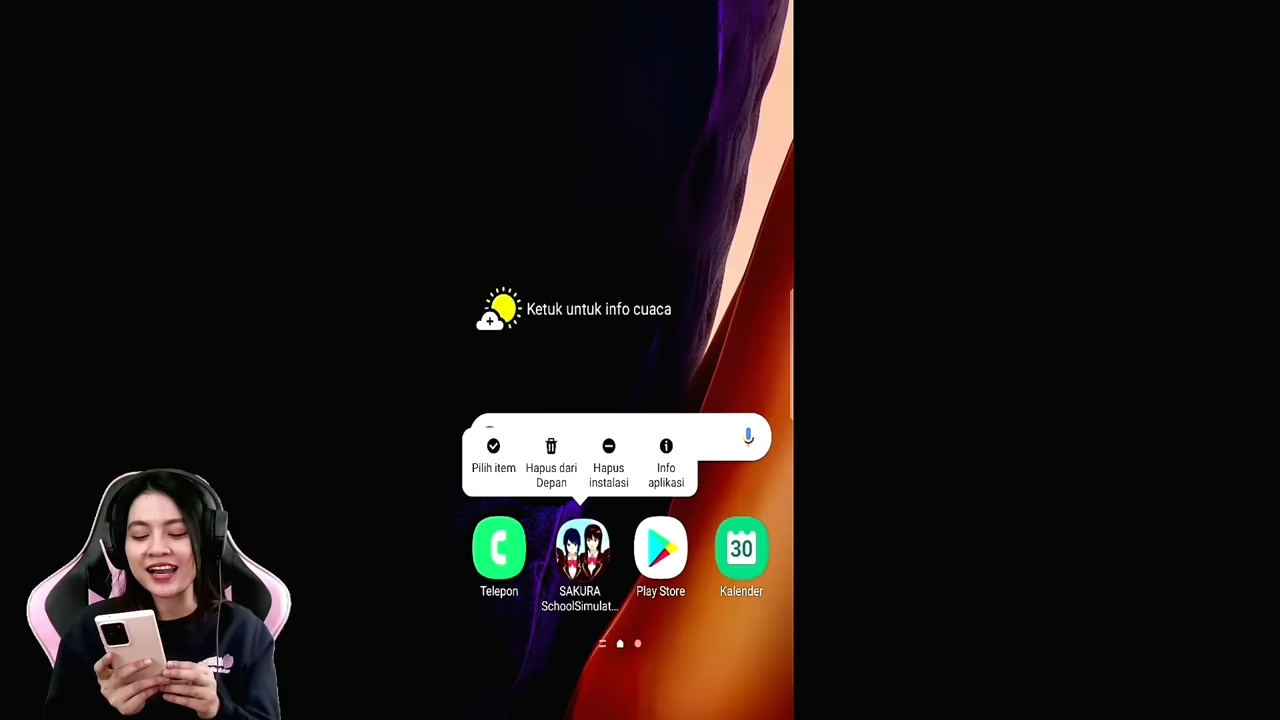 Ketuk untuk info cuaca
Pilih item
Hapus dari
Depan
Hapus
instalasi
Info
aplikasi
30
Telepon
SAKURA
SchoolSimulat...
Play Store
Kalender